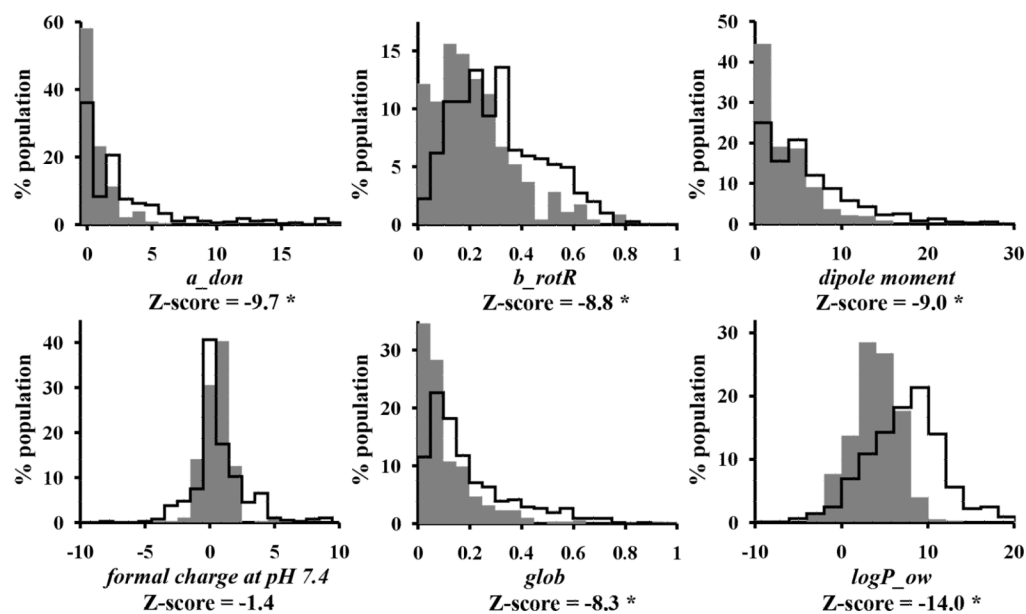 60
40
20
0
% population
0 5 10 15
a_don
Z-score = -9.7 *
15
10
5
0
% population
0 0.2 0.4 0.6 0.8 1
b_rotR
Z-score = -8.8 *
50
40
30
20
10
0
% population
0 10 20 30
dipole moment
Z-score = -9.0 *
40
30
20
10
0
% population
-10 -5 0 5 10
formal charge at pH 7.4
Z-score = -1.4
30
20
10
0
% population
0 0.2 0.4 0.6 0.8 1
glob
Z-score = -8.3 *
30
20
10
0
% population
-10 0 10 20
logP_ow
Z-score = -14.0 *